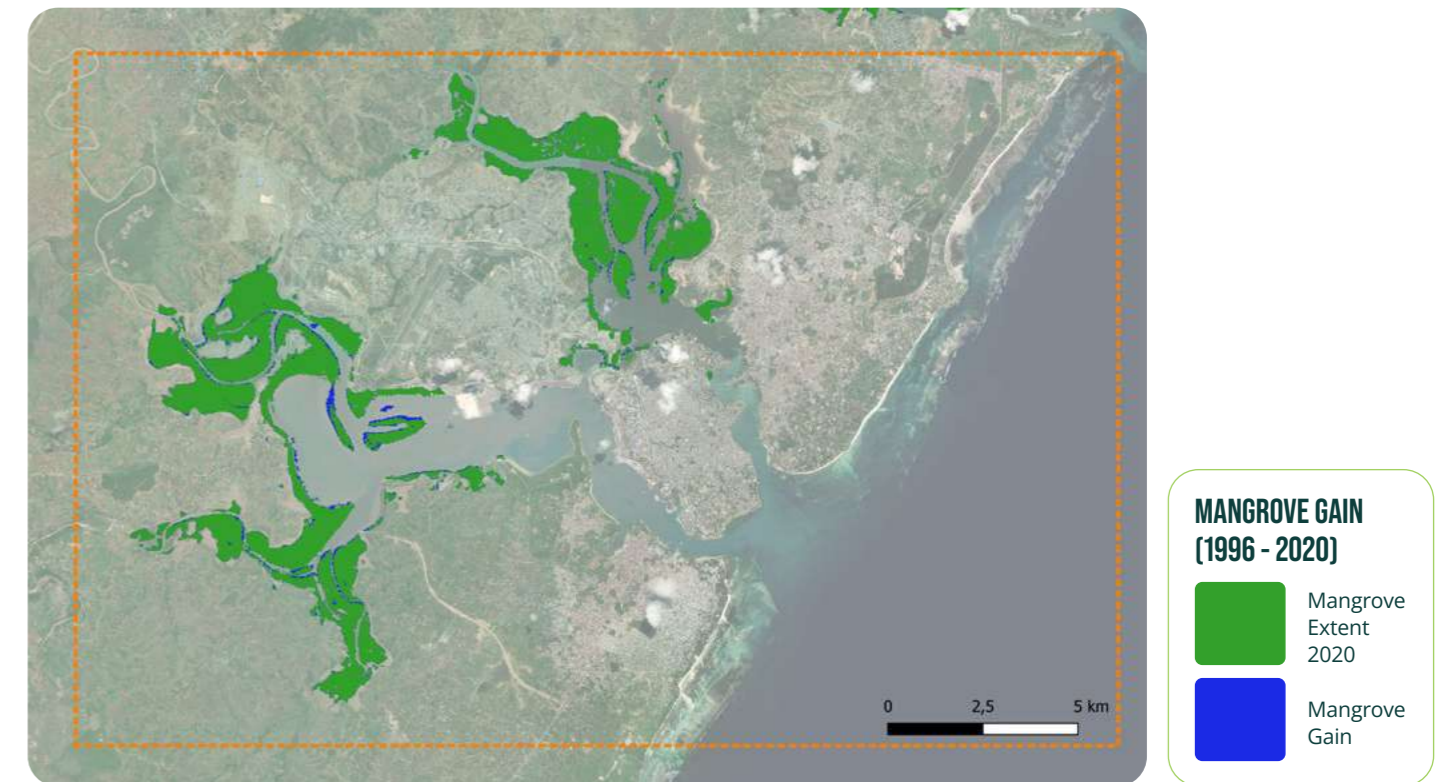 0 2,5 5 km
MANGROVE GAIN
(1996 - 2020)
Mangrove
Extent
2020
Mangrove
Gain